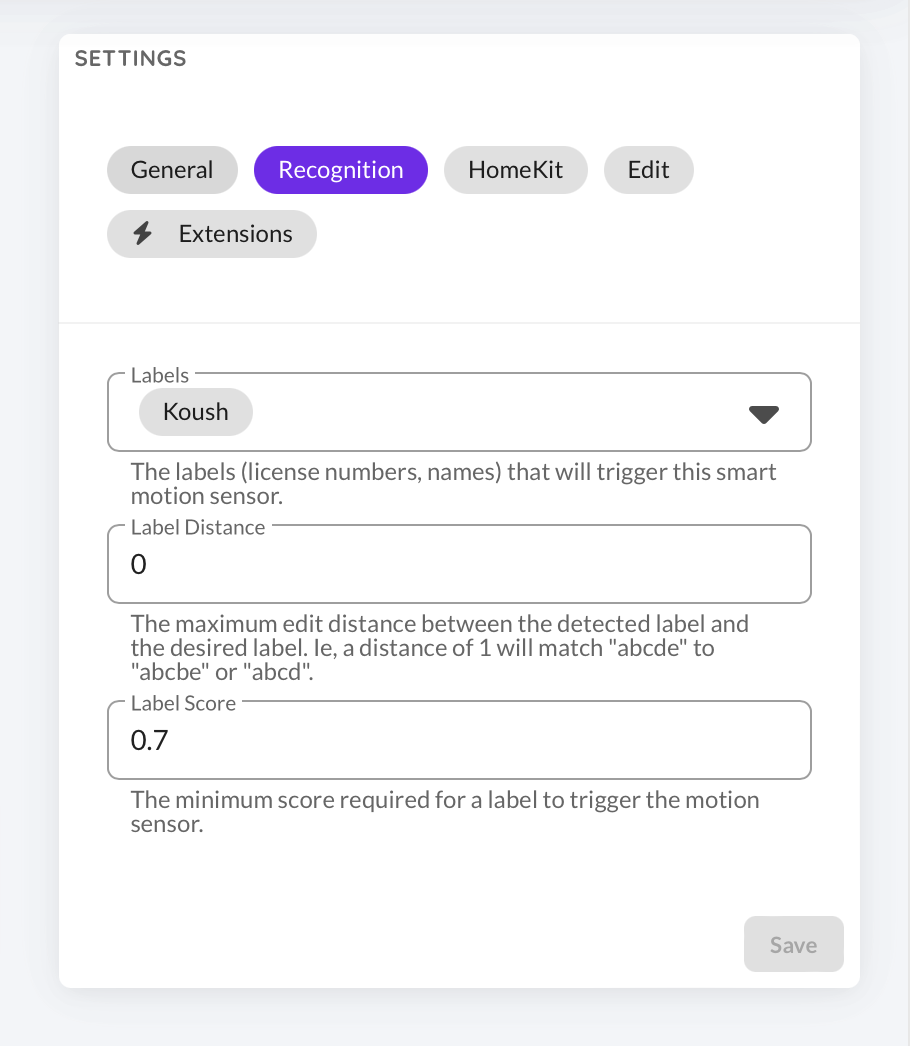 SETTINGS
General
Recognition
HomeKit
Edit
Extensions
Labels
Koush
The labels (license numbers, names) that will trigger this smart
motion sensor.
Label Distance
0
The maximum edit distance between the detected label and
the desired label. Ie, a distance of 1 will match "abcde" to
"abcbe" or "abcd".
Label Score
0.7
The minimum score required for a label to trigger the motion
sensor.
Save